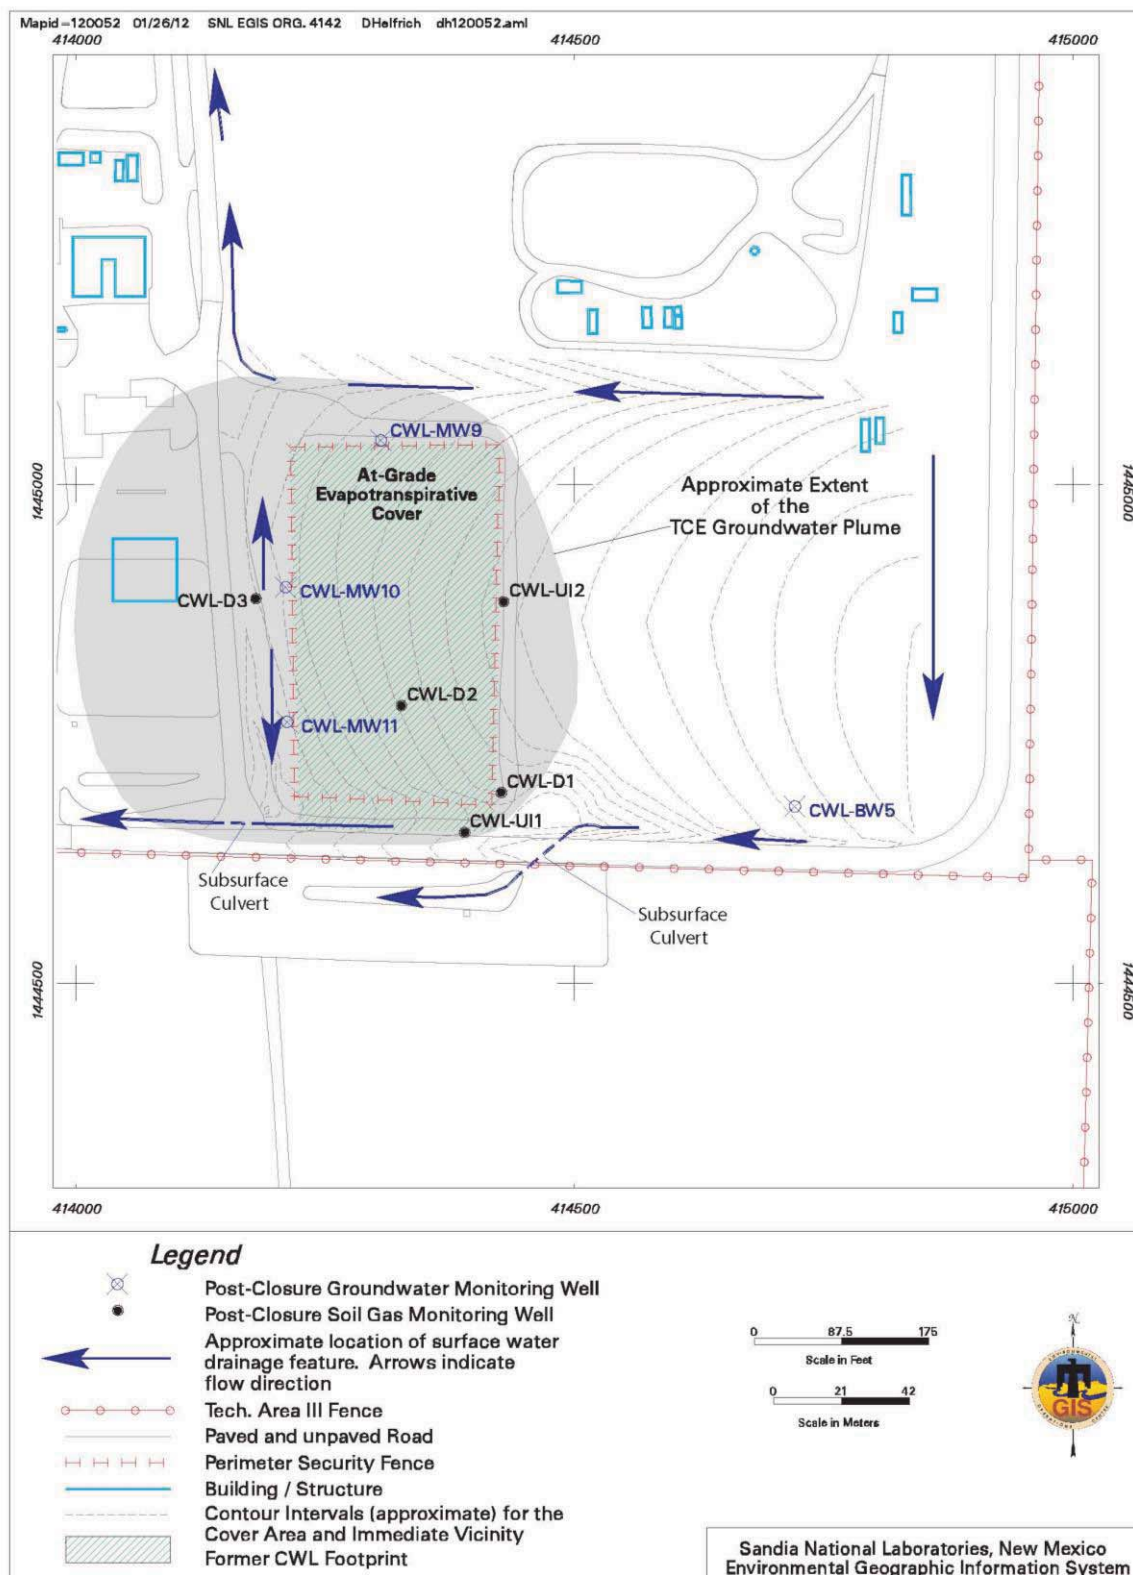 Mapid=120052 01/26/12 SNL EGIS ORG. 4142 DHelfrich dh120052.aml
414000 414500 415000
CWL-MW9
At-Grade
Evapotranspirative
Cover
1445000
1445000
Approximate Extent
of the
TCE Groundwater Plume
CWL-MW10
CWL-D3
CWL-UI2
CWL-D2
CWL-MW11
CWL-D1
CWL-BW5
CWL-UI1
Subsurface
Culvert
Subsurface
Culvert
1444500
1444500
414000 414500 415000
Legend
Post-Closure Groundwater Monitoring Well
Post-Closure Soil Gas Monitoring Well
Approximate location of surface water
drainage feature. Arrows indicate
flow direction
Tech. Area III Fence
Paved and unpaved Road
Perimeter Security Fence
Building / Structure
Contour Intervals (approximate) for the
Cover Area and Immediate Vicinity
Former CWL Footprint
0 87.5 175
Scale in Feet
0 21 42
Scale in Meters
N
GIS
Sandia National Laboratories, New Mexico
Environmental Geographic Information System